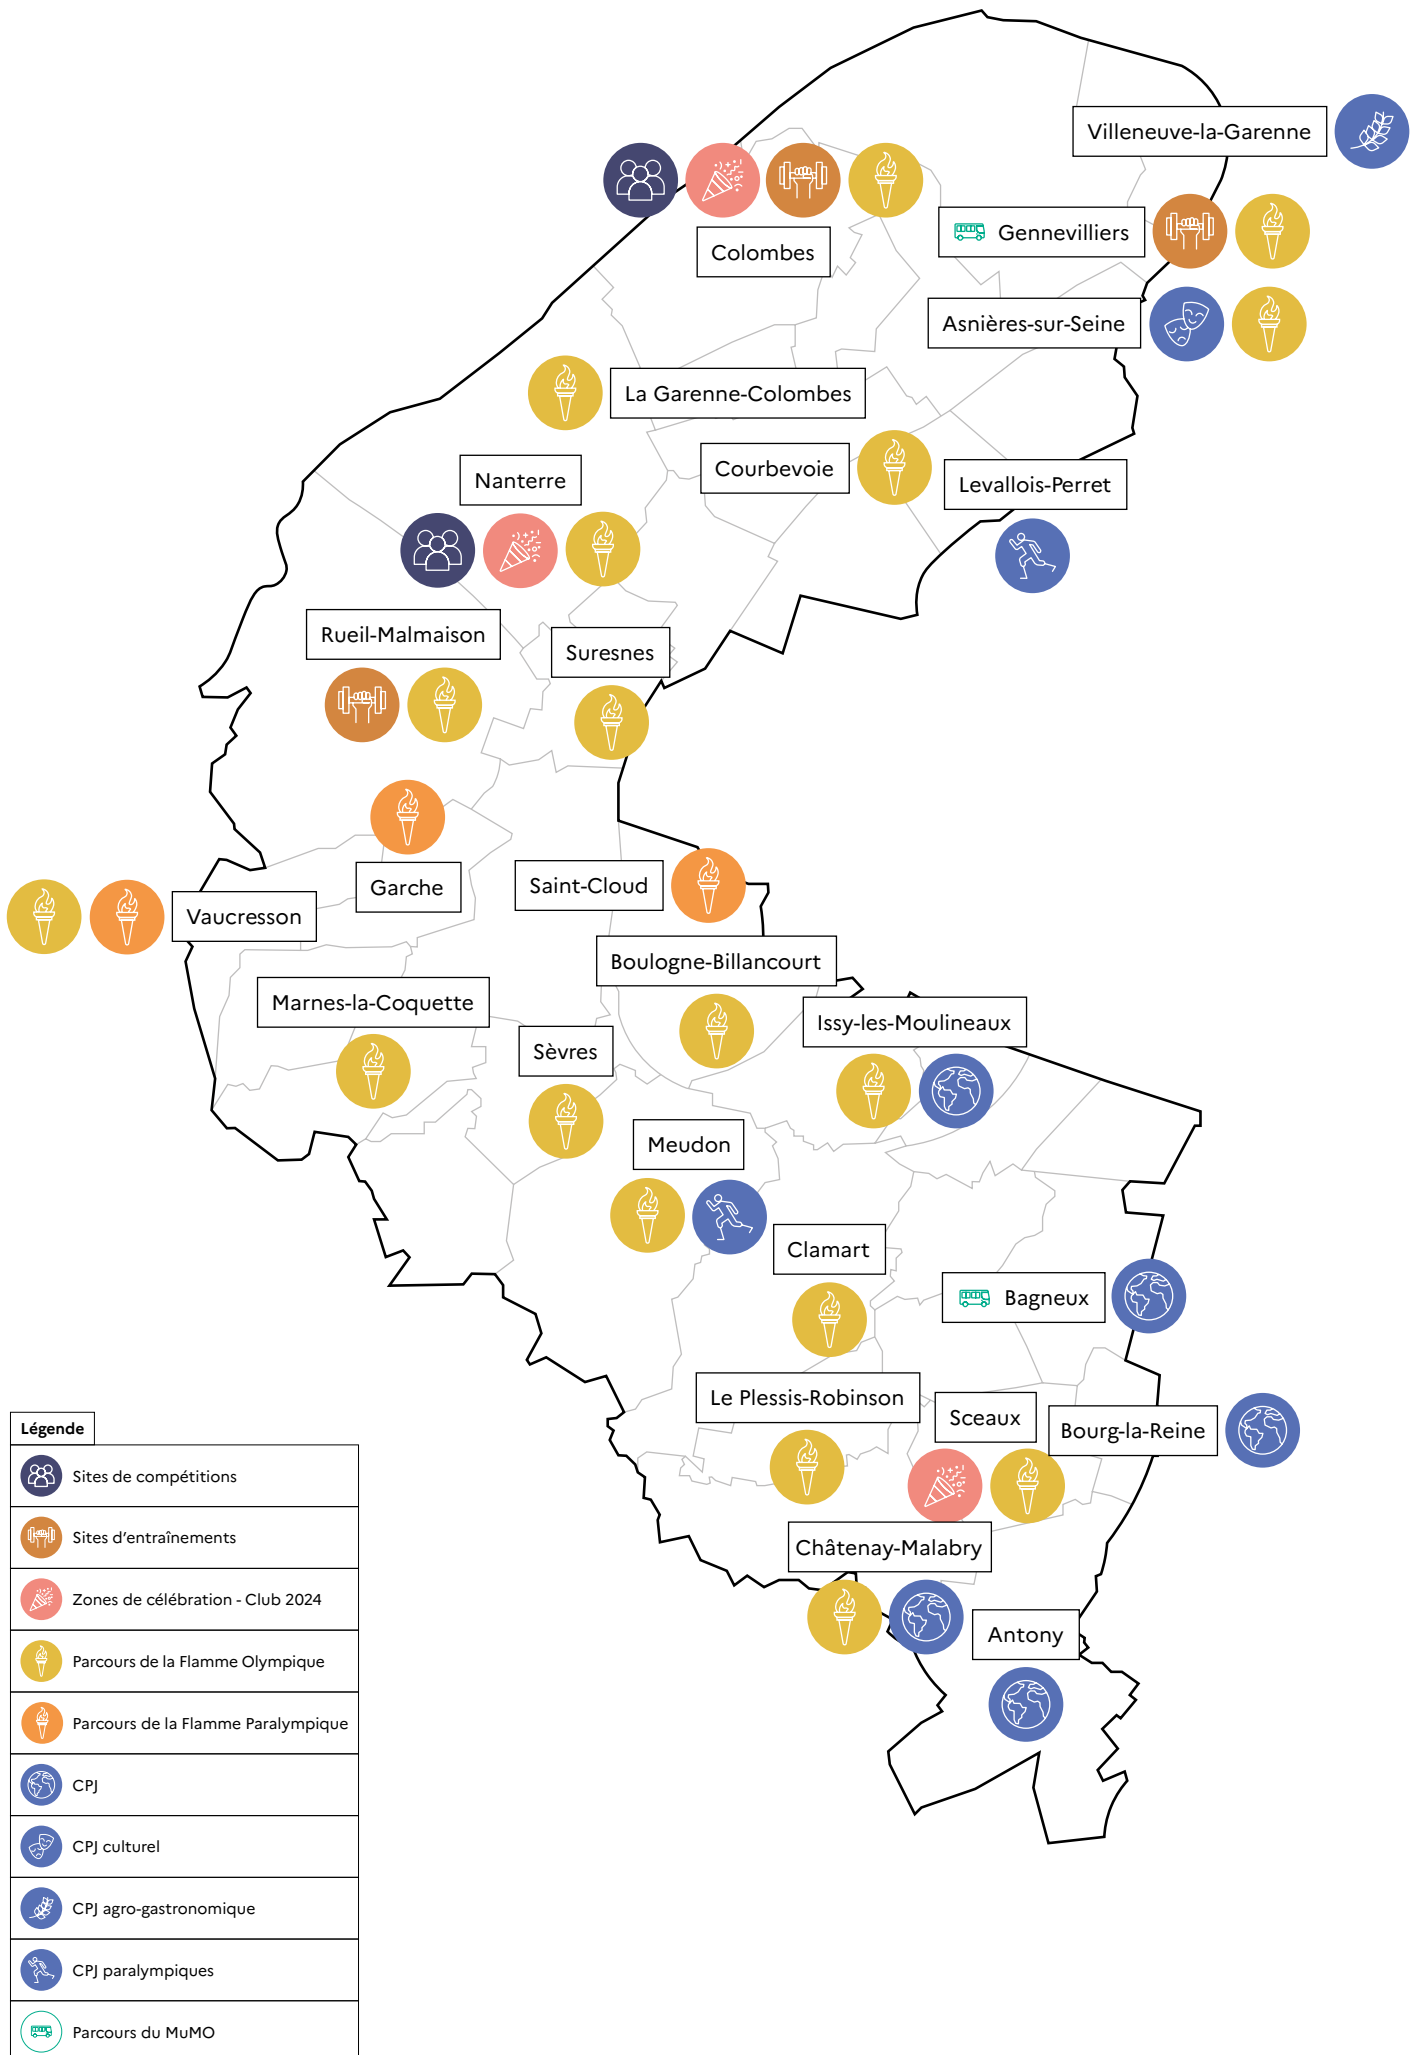 Villeneuve-la-Garenne
Gennevilliers
Colombes
Asnières-sur-Seine
La Garenne-Colombes
Courbevoie
Nanterre
Levallois-Perret
Rueil-Malmaison
Suresnes
Garche
Saint-Cloud
Vaucresson
Boulogne-Billancourt
Marnes-la-Coquette
Issy-les-Moulineaux
Sèvres
Meudon
Clamart
Bagneux
Le Plessis-Robinson
Sceaux
Bourg-la-Reine
Châtenay-Malabry
Antony
Légende
Sites de compétitions
Sites d'entraînements
Zones de célébration - Club 2024
Parcours de la Flamme Olympique
Parcours de la Flamme Paralympique
CPJ
CPJ culturel
CPJ agro-gastronomique
CPJ paralympiques
Parcours du MuMO